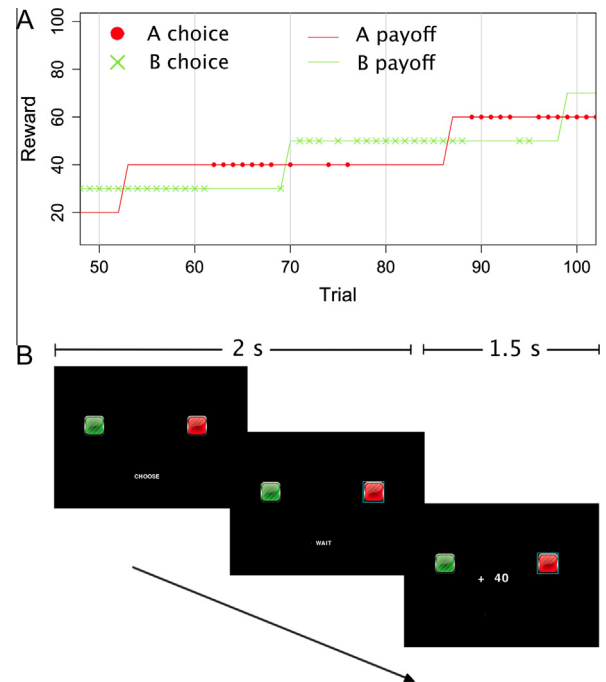 A
A choice
A payoff
B choice
B payoff
100
80
60
40
20
Reward
50
60
70
80
90
100
Trial
B
2 s
1.5 s
CHOOSE
WAIT
+ 40